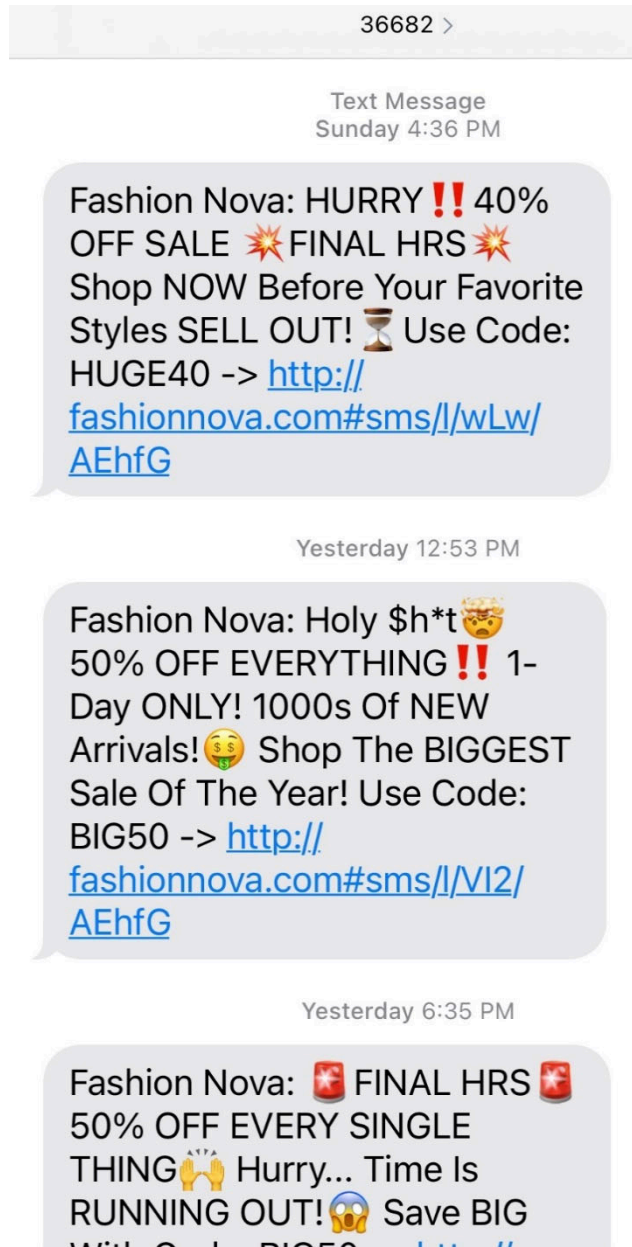 36682 >
Text Message
Sunday 4:36 PM
Fashion Nova: HURRY‼️40%
OFF SALE 💥FINAL HRS💥
Shop NOW Before Your Favorite
Styles SELL OUT!⏳ Use Code:
HUGE40 -> http://
fashionnova.com#sms/l/wLw/
AEhfG
Yesterday 12:53 PM
Fashion Nova: Holy $h*t🤯
50% OFF EVERYTHING‼️ 1-
Day ONLY! 1000s Of NEW
Arrivals!🤑 Shop The BIGGEST
Sale Of The Year! Use Code:
BIG50 -> http://
fashionnova.com#sms/l/VI2/
AEhfG
Yesterday 6:35 PM
Fashion Nova: 🚨FINAL HRS🚨
50% OFF EVERY SINGLE
THING🙌 Hurry... Time Is
RUNNING OUT!😱 Save BIG